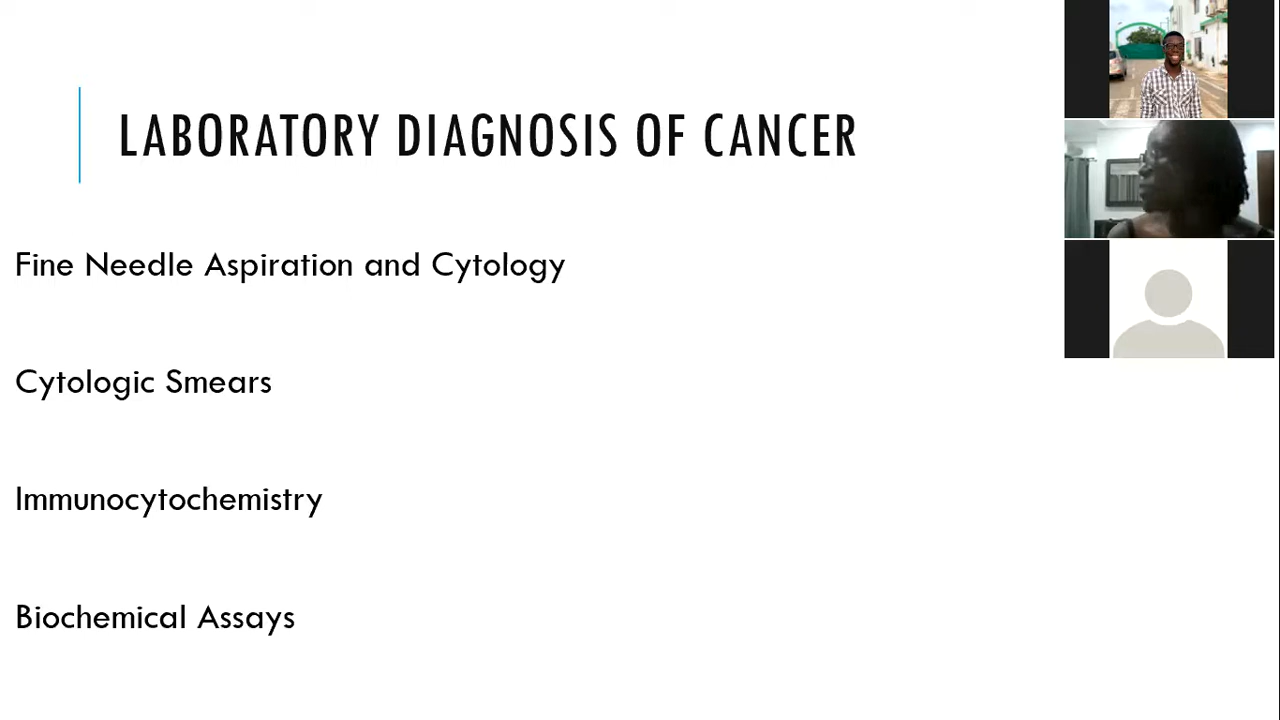 LABORATORY DIAGNOSIS OF CANCER
Fine Needle Aspiration and Cytology
Cytologic Smears
Immunocytochemistry
Biochemical Assays